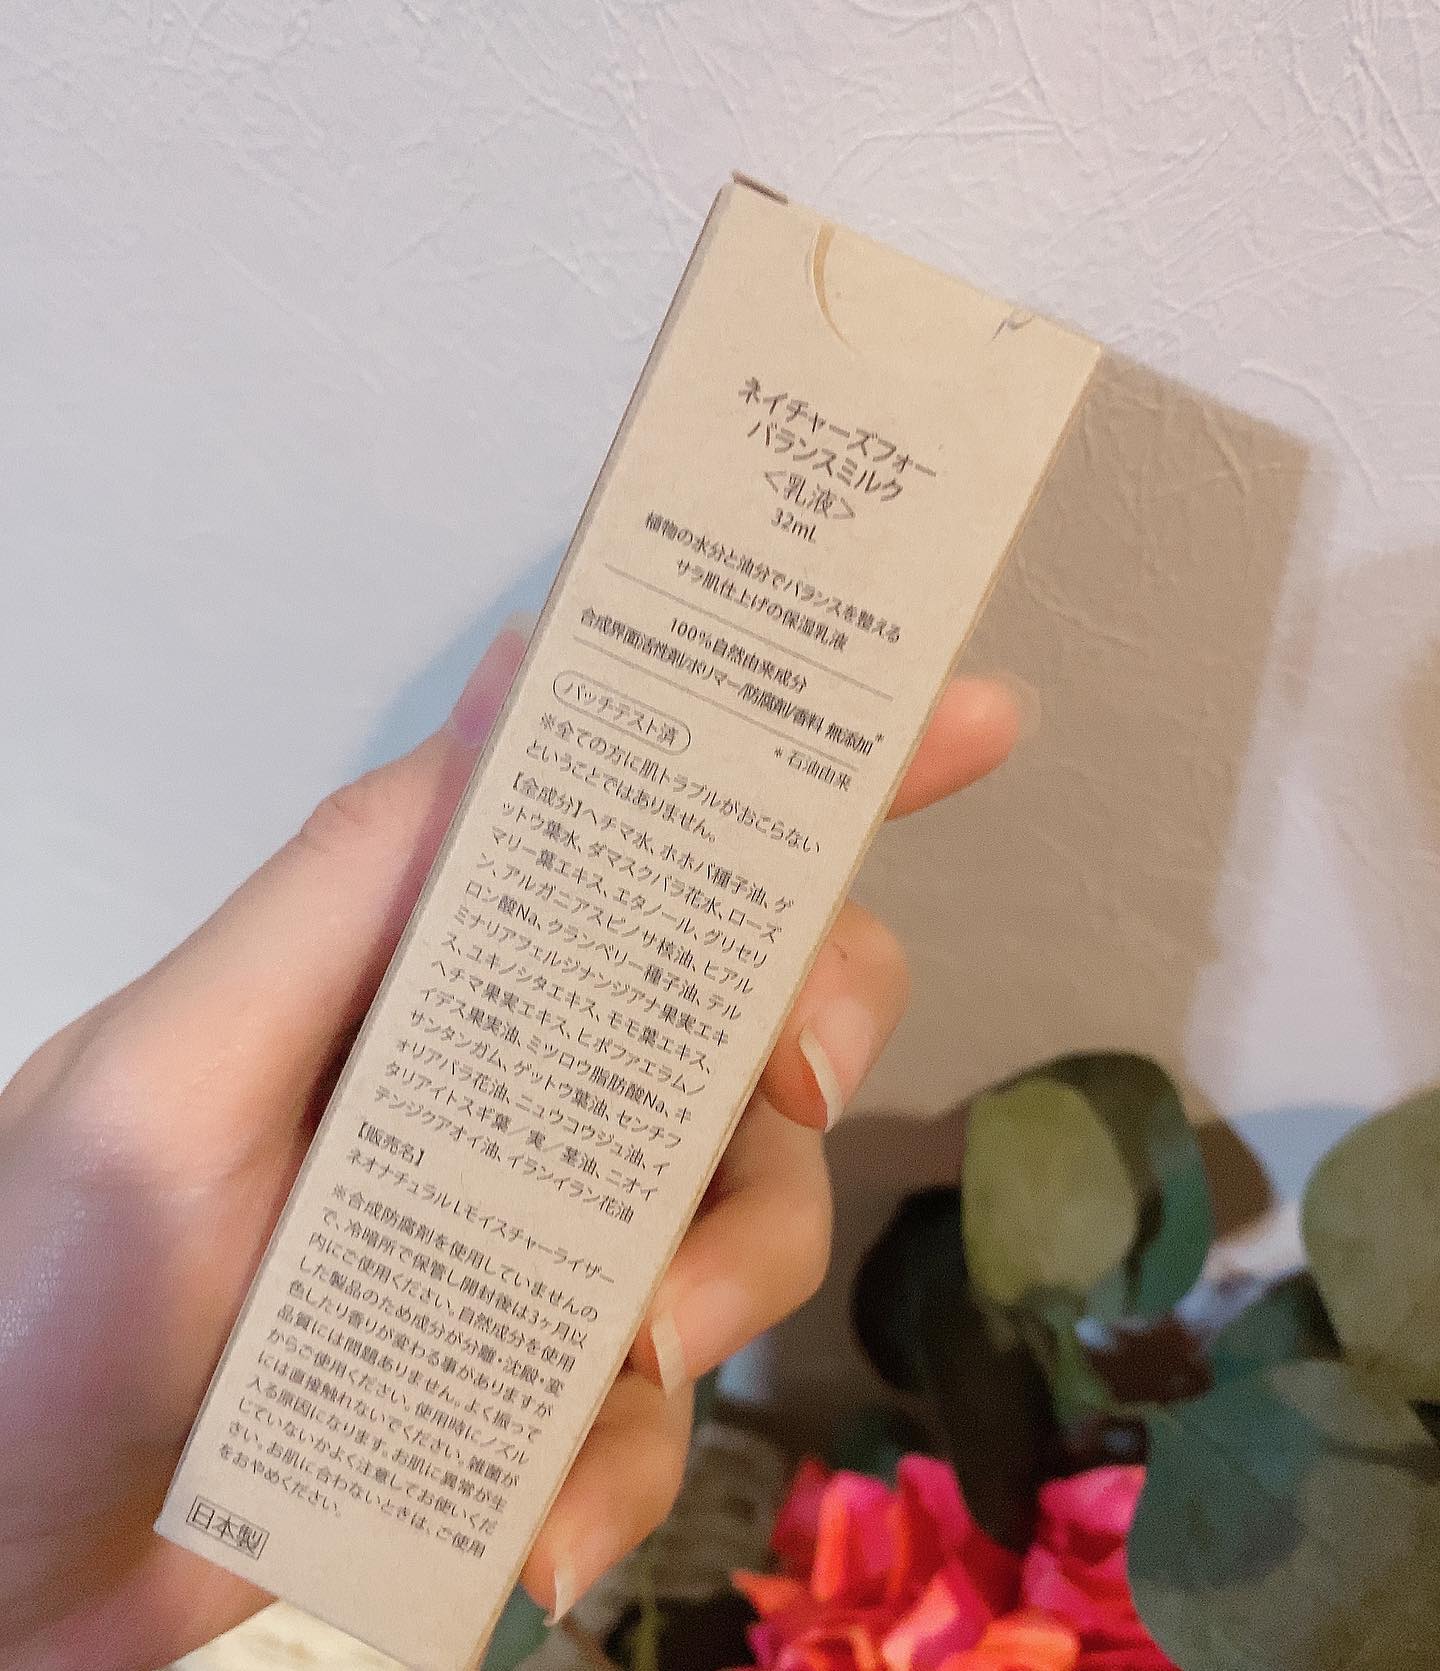 ネイチャーズフォー
バランスミルク
＜乳液＞
32mL
植物の水分と油分でバランスを整える
サラ肌仕上げの保湿乳液
100%自然由来成分
合成界面活性剤/ポリマー/防腐剤/香料 無添加*
パッチテスト済
* 石油由来
※全ての方に肌トラブルがおこらない
ということではありません。
【全成分】ヘチマ水、ホホバ種子油、ゲ
ットウ葉水、ダマスクバラ花水、ローズ
マリー葉エキス、エタノール、グリセリ
ン、アルガニアスピノサ核油、ヒアル
ロン酸Na、クランベリー種子油、テル
ミナリアフェルジナンジアナ果実エキ
ス、ユキノシタエキス、モモ葉エキス、
ヘチマ果実エキス、ヒポファエラムノ
イデス果実油、ミツロウ脂肪酸Na、キ
サンタンガム、ゲットウ葉油、センチフ
ォリアバラ花油、ニュウコウジュ油、イ
タリアイトスギ葉／実／茎油、ニオイ
テンジクアオイ油、イランイラン花油
【販売名】
ネオナチュラル Lモイスチャーライザー
※合成防腐剤を使用していませんの
で、冷暗所で保管し開封後は3ヶ月以
内にご使用ください。自然成分を使用
した製品のため成分が分離・沈殿・変
色したり香りが変わる事がありますが
品質には問題ありません。よく振って
からご使用ください。使用時にノズル
には直接触れないでください。雑菌が
入る原因になります。お肌に異常が生
じていないかよく注意してお使いくだ
さい。お肌に合わないときは、ご使用
をおやめください。
日本製